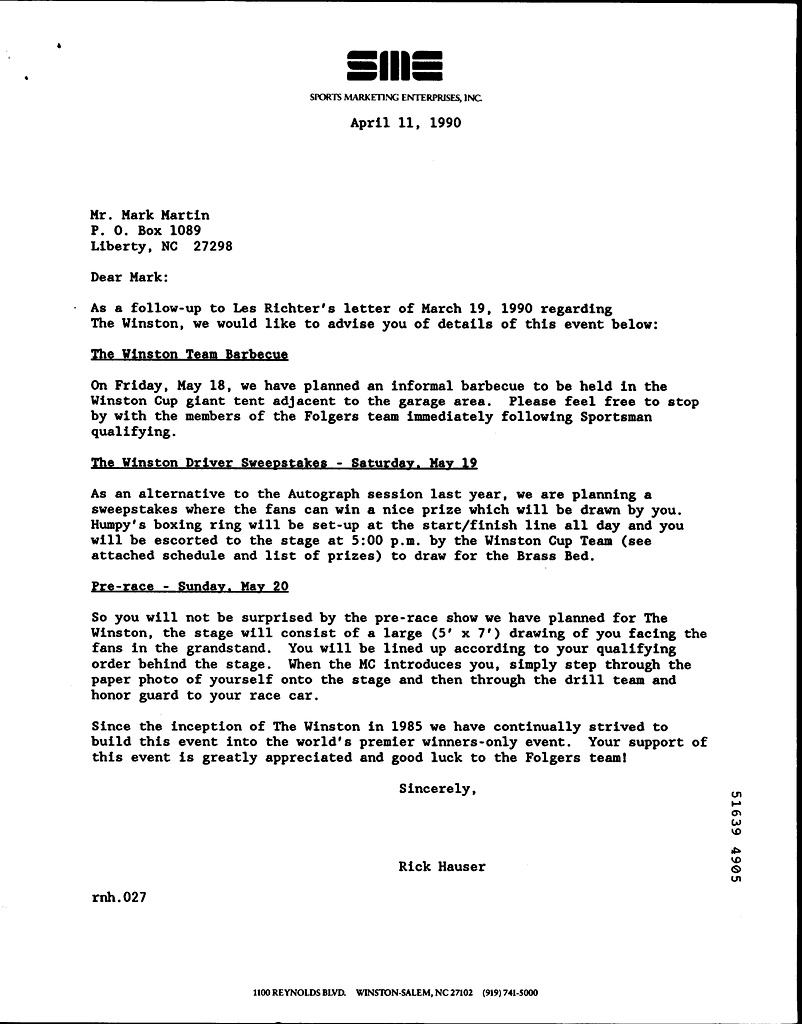 SME
SPORTS MARKETING ENTERPRISES, INC.
April 11, 1990
Mr. Mark Martin
P. O. Box 1089
Liberty, NC  27298
Dear Mark:
As a follow-up to Les Richter's letter of March 19, 1990 regarding
The Winston, we would like to advise you of details of this event below:
The Winston Team Barbecue
On Friday, May 18, we have planned an informal barbecue to be held in the
Winston Cup giant tent adjacent to the garage area.  Please feel free to stop
by with the members of the Folgers team immediately following Sportsman
qualifying.
The Winston Driver Sweepstakes - Saturday, May 19
As an alternative to the Autograph session last year, we are planning a
sweepstakes where the fans can win a nice prize which will be drawn by you.
Humpy's boxing ring will be set-up at the start/finish line all day and you
will be escorted to the stage at 5:00 p.m. by the Winston Cup Team (see
attached schedule and list of prizes) to draw for the Brass Bed.
Pre-race - Sunday, May 20
So you will not be surprised by the pre-race show we have planned for The
Winston, the stage will consist of a large (5' x 7') drawing of you facing the
fans in the grandstand.  You will be lined up according to your qualifying
order behind the stage.  When the MC introduces you, simply step through the
paper photo of yourself onto the stage and then through the drill team and
honor guard to your race car.
Since the inception of The Winston in 1985 we have continually strived to
build this event into the world's premier winners-only event.  Your support of
this event is greatly appreciated and good luck to the Folgers team!
Sincerely,
Rick Hauser
rnh.027
51639 4905
1100 REYNOLDS BLVD.   WINSTON-SALEM, NC 27102   (919) 741-5000